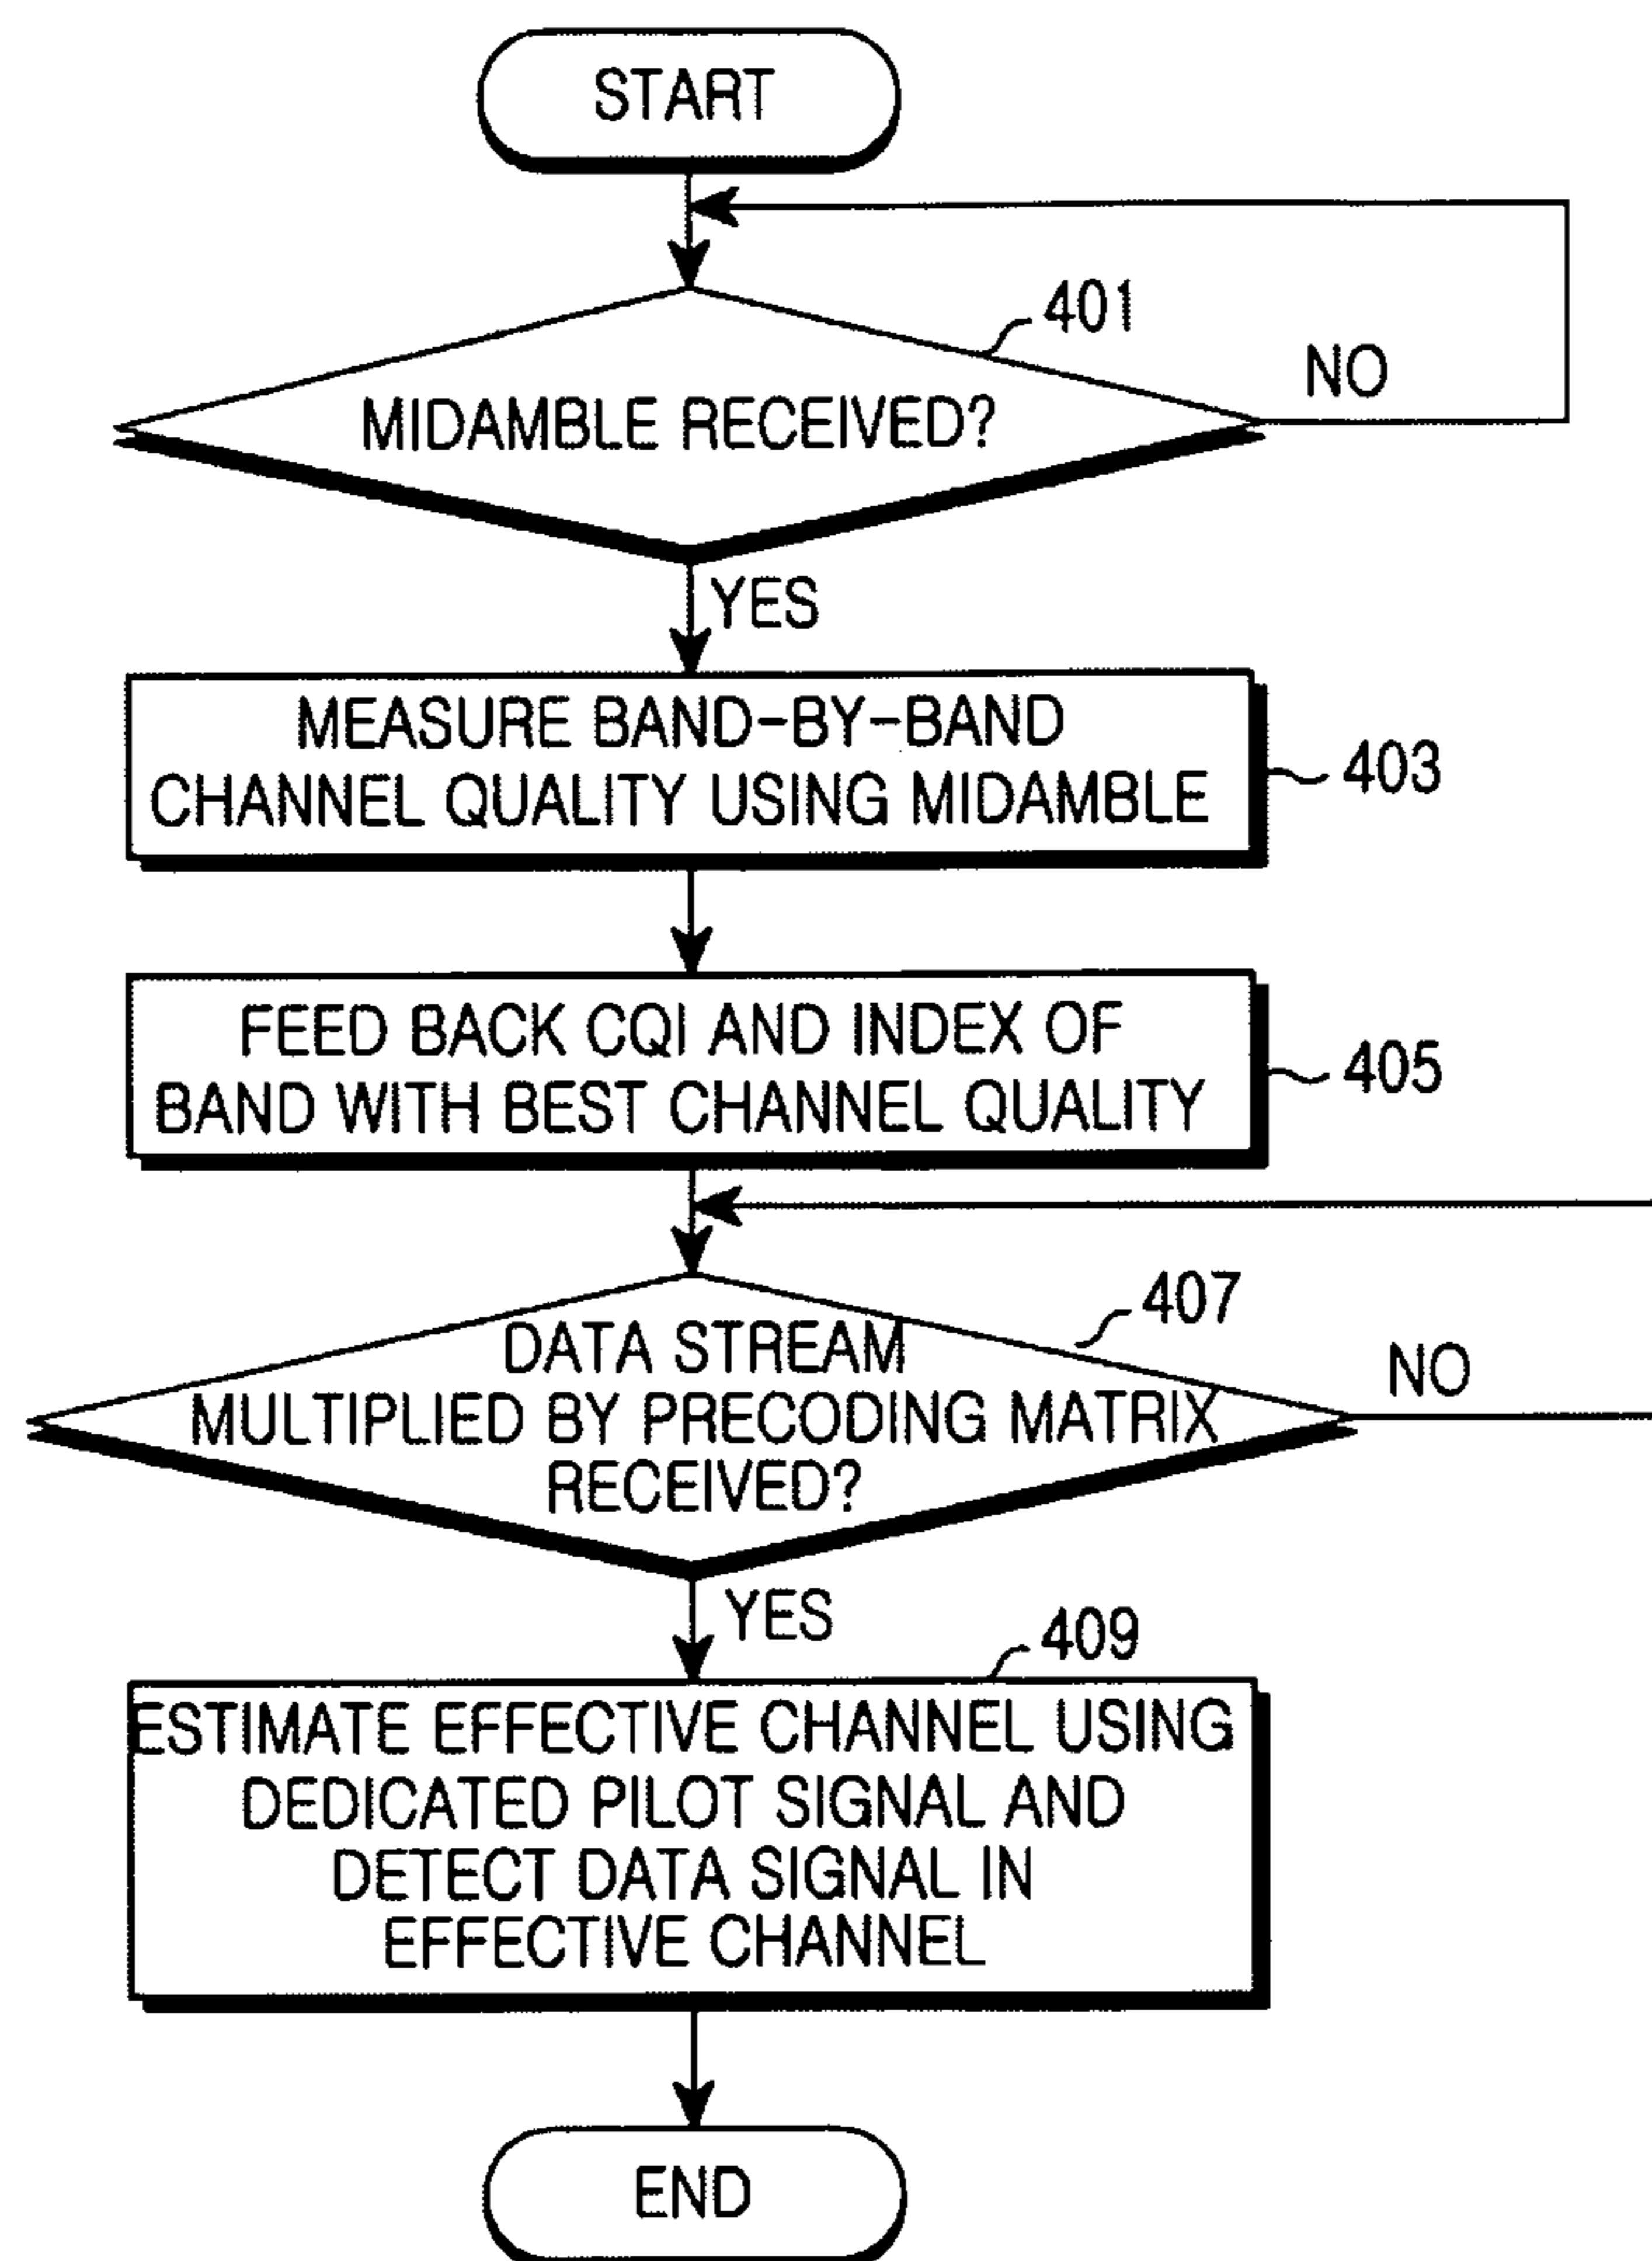 START
401
NO
MIDAMBLE RECEIVED?
YES
MEASURE BAND-BY-BAND
CHANNEL QUALITY USING MIDAMBLE
403
FEED BACK CQI AND INDEX OF
BAND WITH BEST CHANNEL QUALITY
405
407
DATA STREAM
NO
MULTIPLIED BY PRECODING MATRIX
RECEIVED?
YES
409
ESTIMATE EFFECTIVE CHANNEL USING
DEDICATED PILOT SIGNAL AND
DETECT DATA SIGNAL IN
EFFECTIVE CHANNEL
END